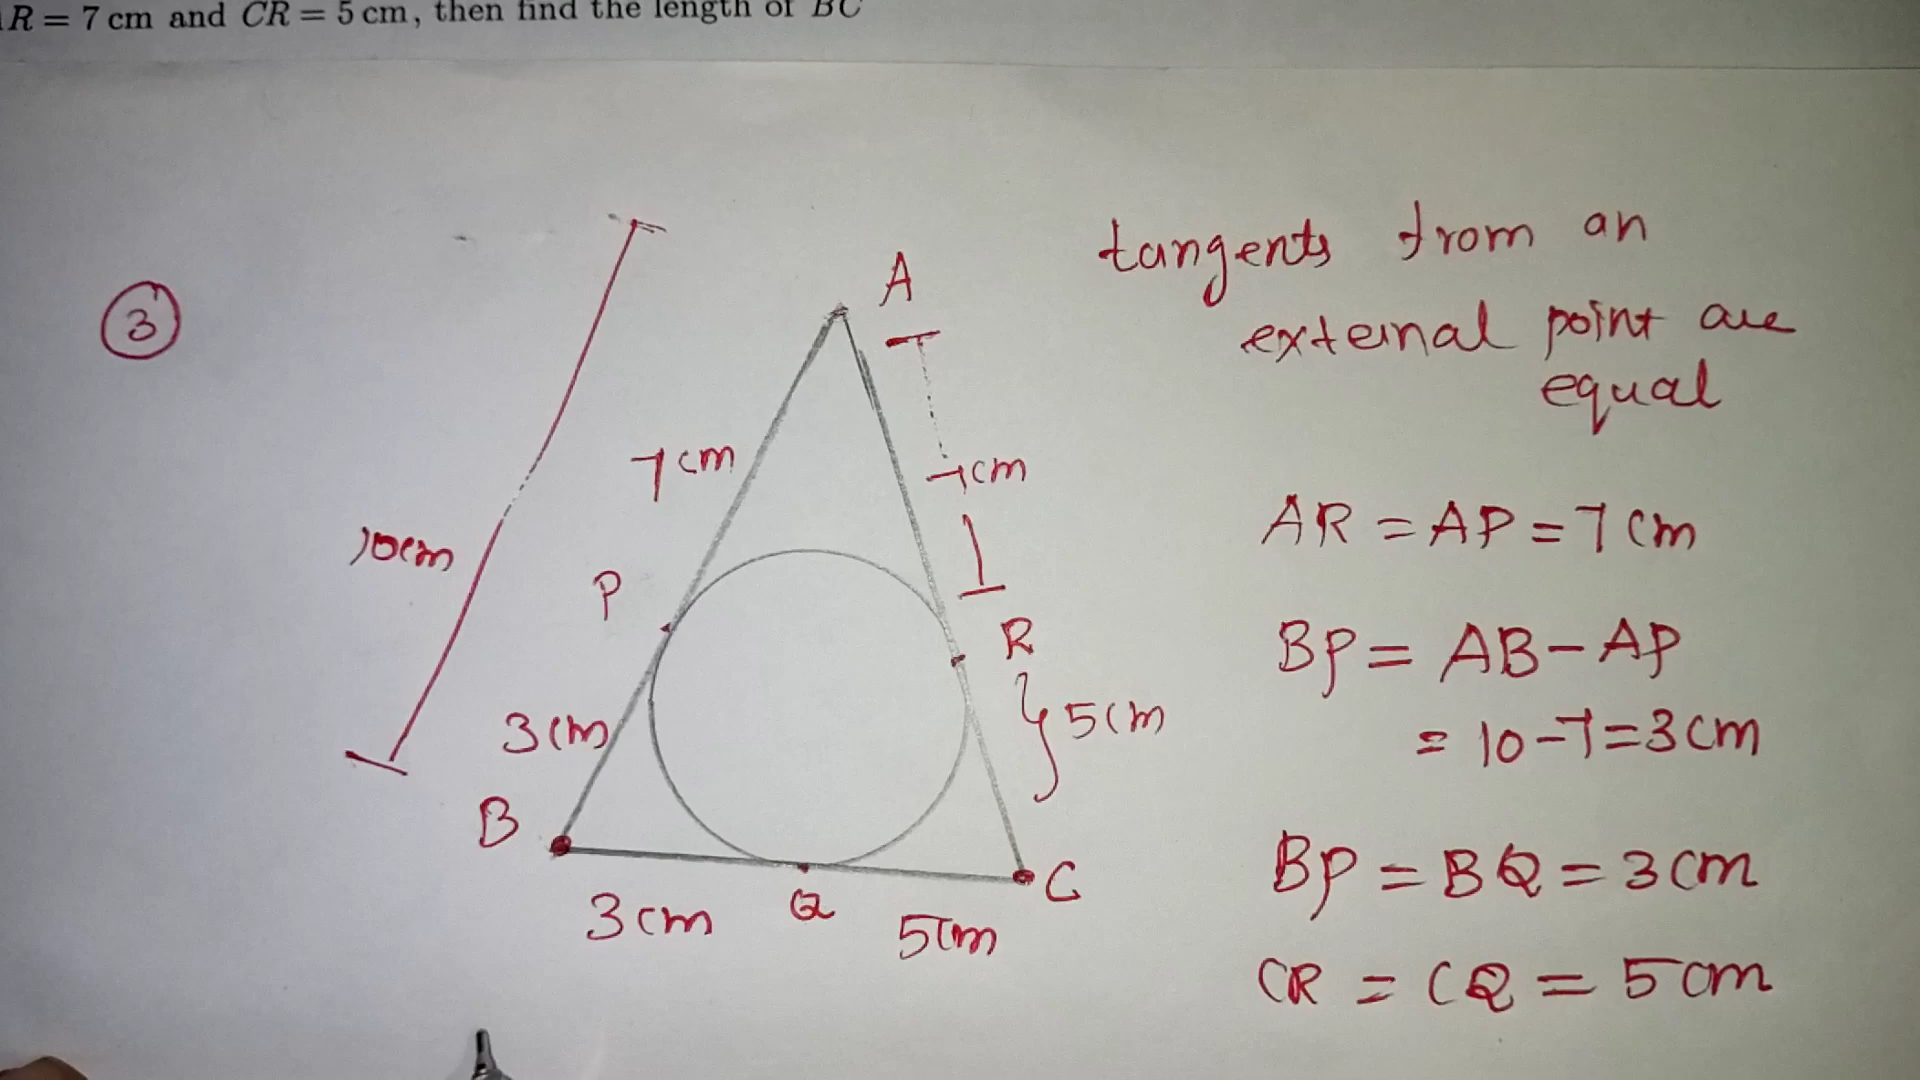 R = 7 cm and CR = 5 cm, then find the length of BC
3
A
tangents from an
external point are
equal
7cm
7cm
AR = AP = 7cm
10cm
P
R
BP = AB-AP
3cm
5cm
= 10-7=3cm
B
BP = BQ = 3cm
C
3cm
Q
5cm
CR = CQ = 5cm